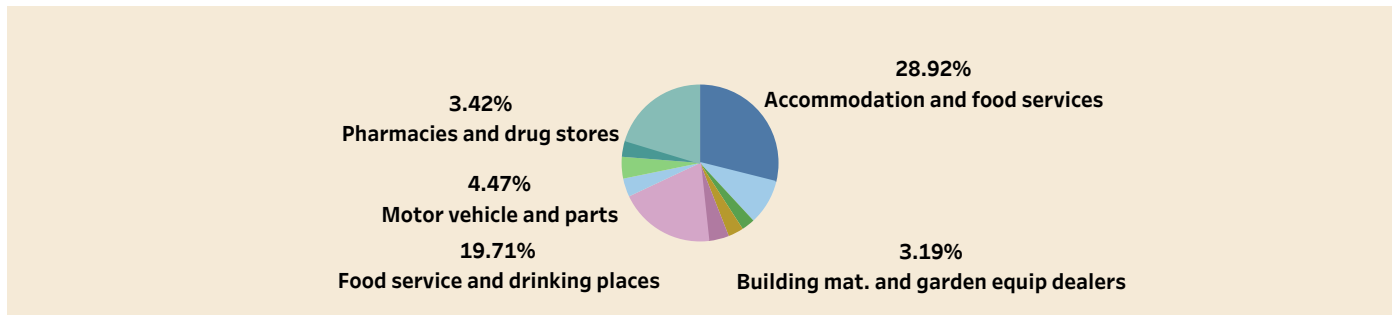 28.92%
Accommodation and food services
3.42%
Pharmacies and drug stores
4.47%
Motor vehicle and parts
19.71%
Food service and drinking places
3.19%
Building mat. and garden equip dealers